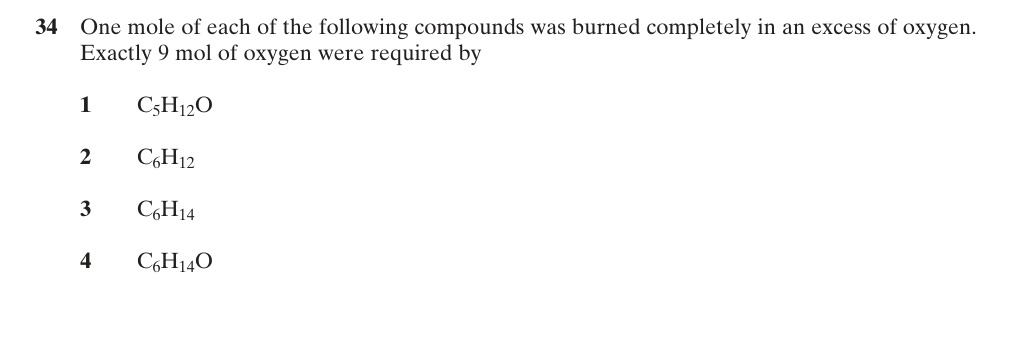 34 One mole of each of the following compounds was burned completely in an excess of oxygen.
Exactly 9 mol of oxygen were required by
1 C₅H₁₂O
2 C₆H₁₂
3 C₆H₁₄
4 C₆H₁₄O